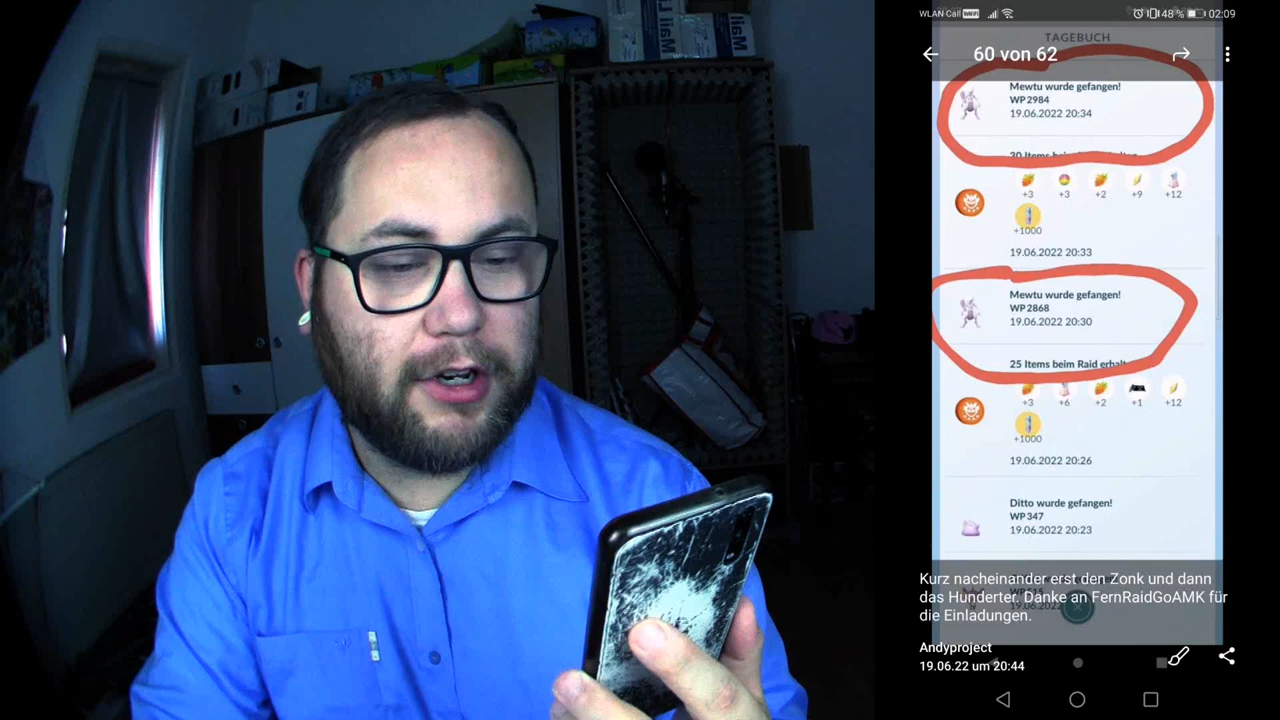 WLAN Call
48 %
02:09
TAGEBUCH
60 von 62
Mewtu wurde gefangen!
WP 2984
19.06.2022 20:34
+3 +3 +2 +9 +12
+1000
19.06.2022 20:33
Mewtu wurde gefangen!
WP 2868
19.06.2022 20:30
25 Items beim Raid
+3 +6 +2 +1 +12
+1000
19.06.2022 20:26
Ditto wurde gefangen!
WP 347
19.06.2022 20:23
Kurz nacheinander erst den Zonk und dann
das Hunderter. Danke an FernRaidGoAMK für
die Einladungen.
Andyproject
19.06.22 um 20:44